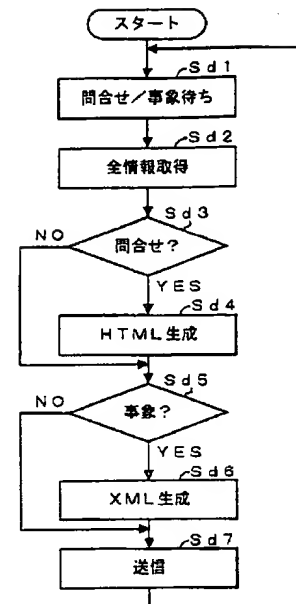 スタート
Sd1
問合せ/事象待ち
Sd2
全情報取得
Sd3
NO
問合せ?
YES
Sd4
HTML生成
Sd5
NO
事象?
YES
Sd6
XML生成
Sd7
送信